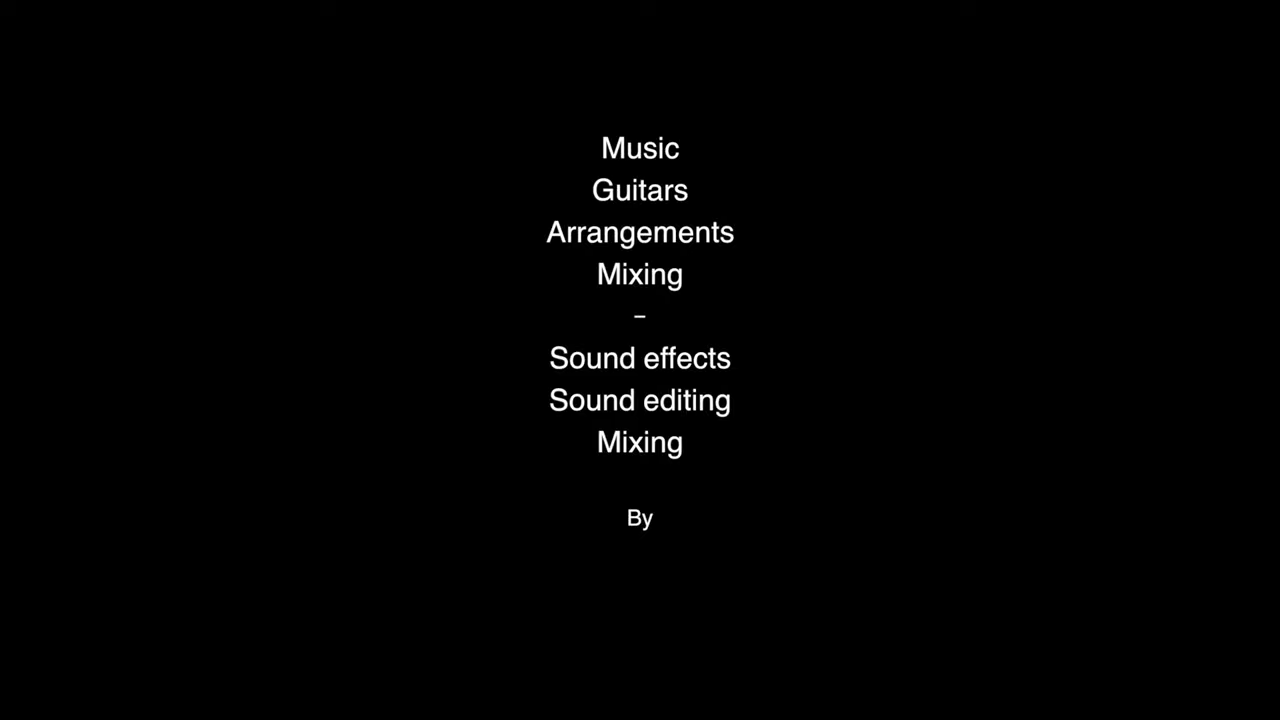 Music
Guitars
Arrangements
Mixing
–
Sound effects
Sound editing
Mixing
By